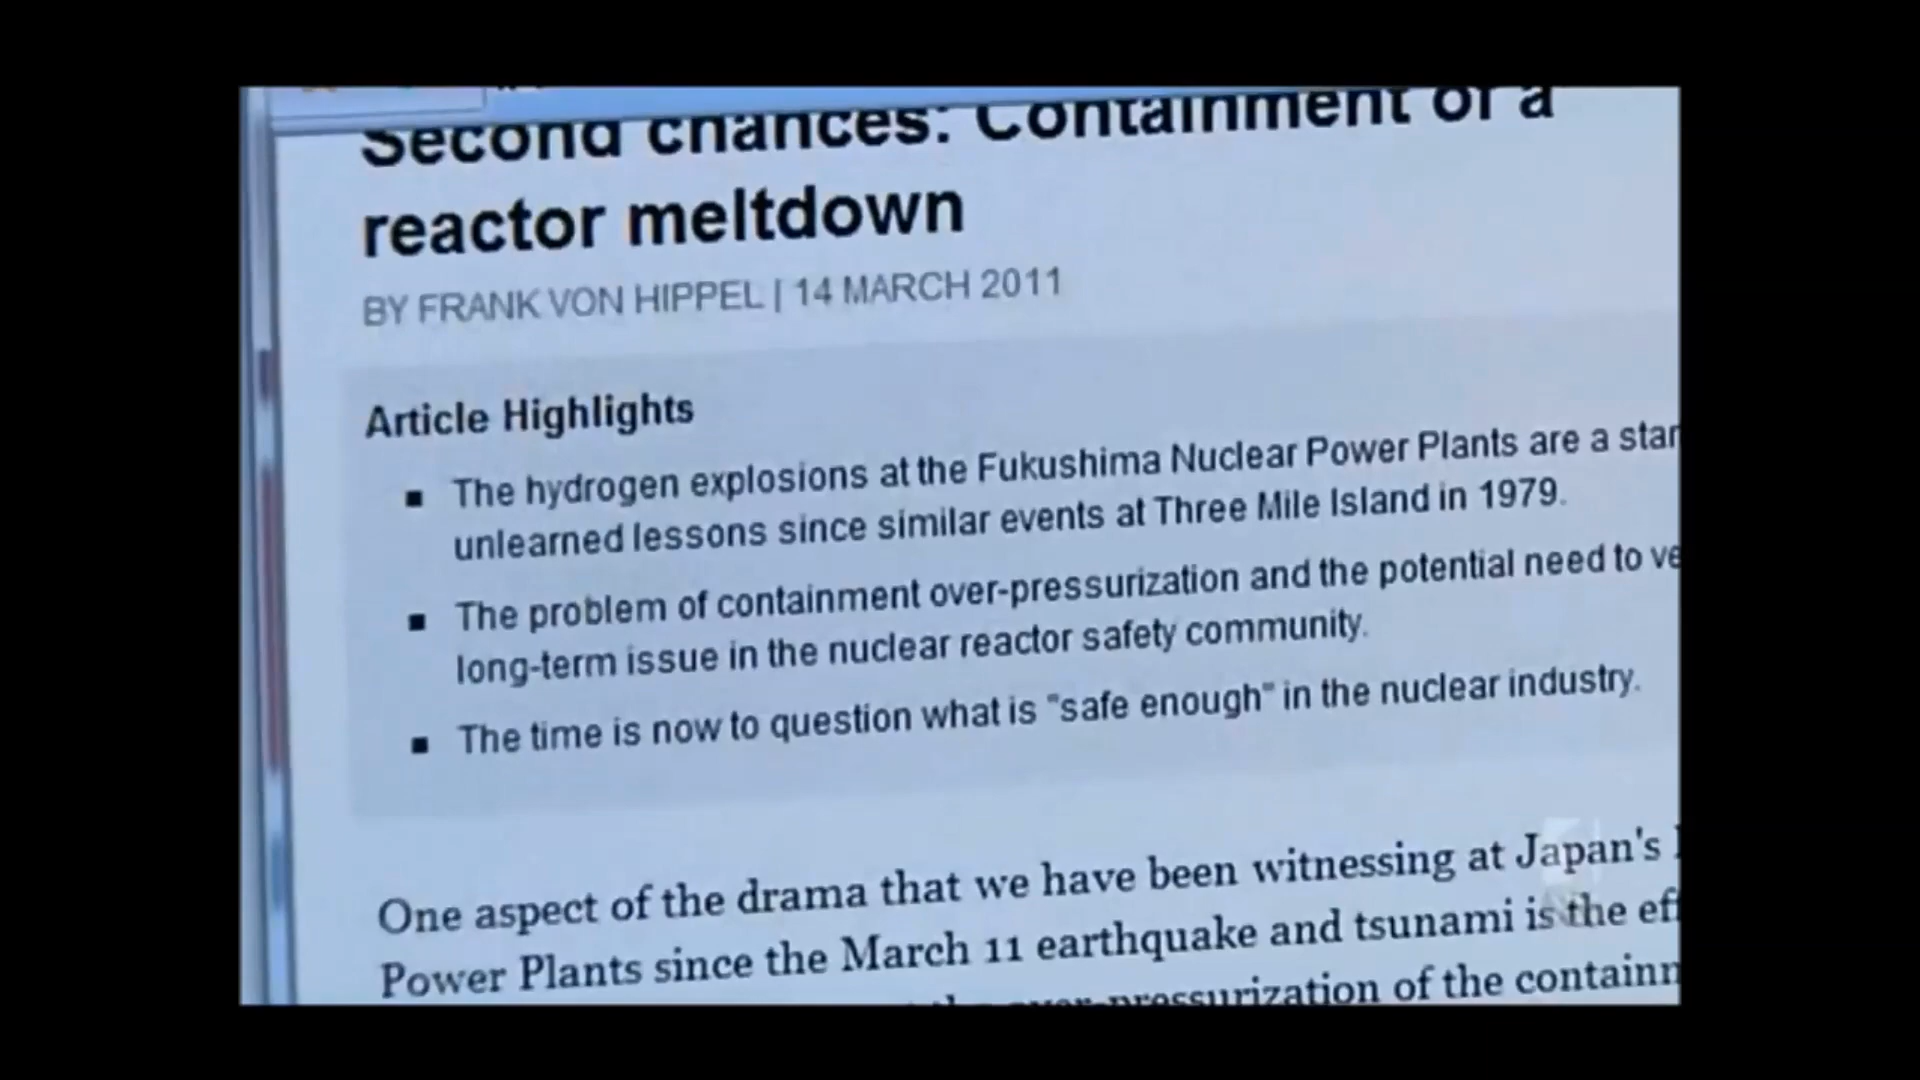 Second chances: Containment of a
reactor meltdown
BY FRANK VON HIPPEL | 14 MARCH 2011
Article Highlights
▪ The hydrogen explosions at the Fukushima Nuclear Power Plants are a
unlearned lessons since similar events at Three Mile Island in 1979.
▪ The problem of containment over-pressurization and the potential need to
long-term issue in the nuclear reactor safety community.
▪ The time is now to question what is "safe enough" in the nuclear industry.
One aspect of the drama that we have been witnessing at Japan's
Power Plants since the March 11 earthquake and tsunami is the
over-pressurization of the